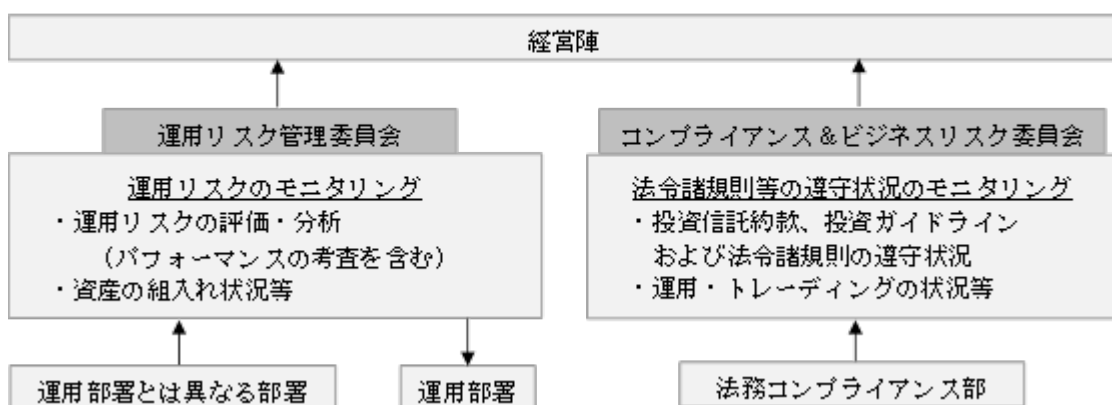 経営陣
運用リスク管理委員会
運用リスクのモニタリング
・運用リスクの評価・分析
（パフォーマンスの考査を含む）
・資産の組入れ状況等
運用部署とは異なる部署
運用部署
コンプライアンス＆ビジネスリスク委員会
法令諸規則等の遵守状況のモニタリング
・投資信託約款、投資ガイドライン
および法令諸規則の遵守状況
・運用・トレーディングの状況等
法務コンプライアンス部